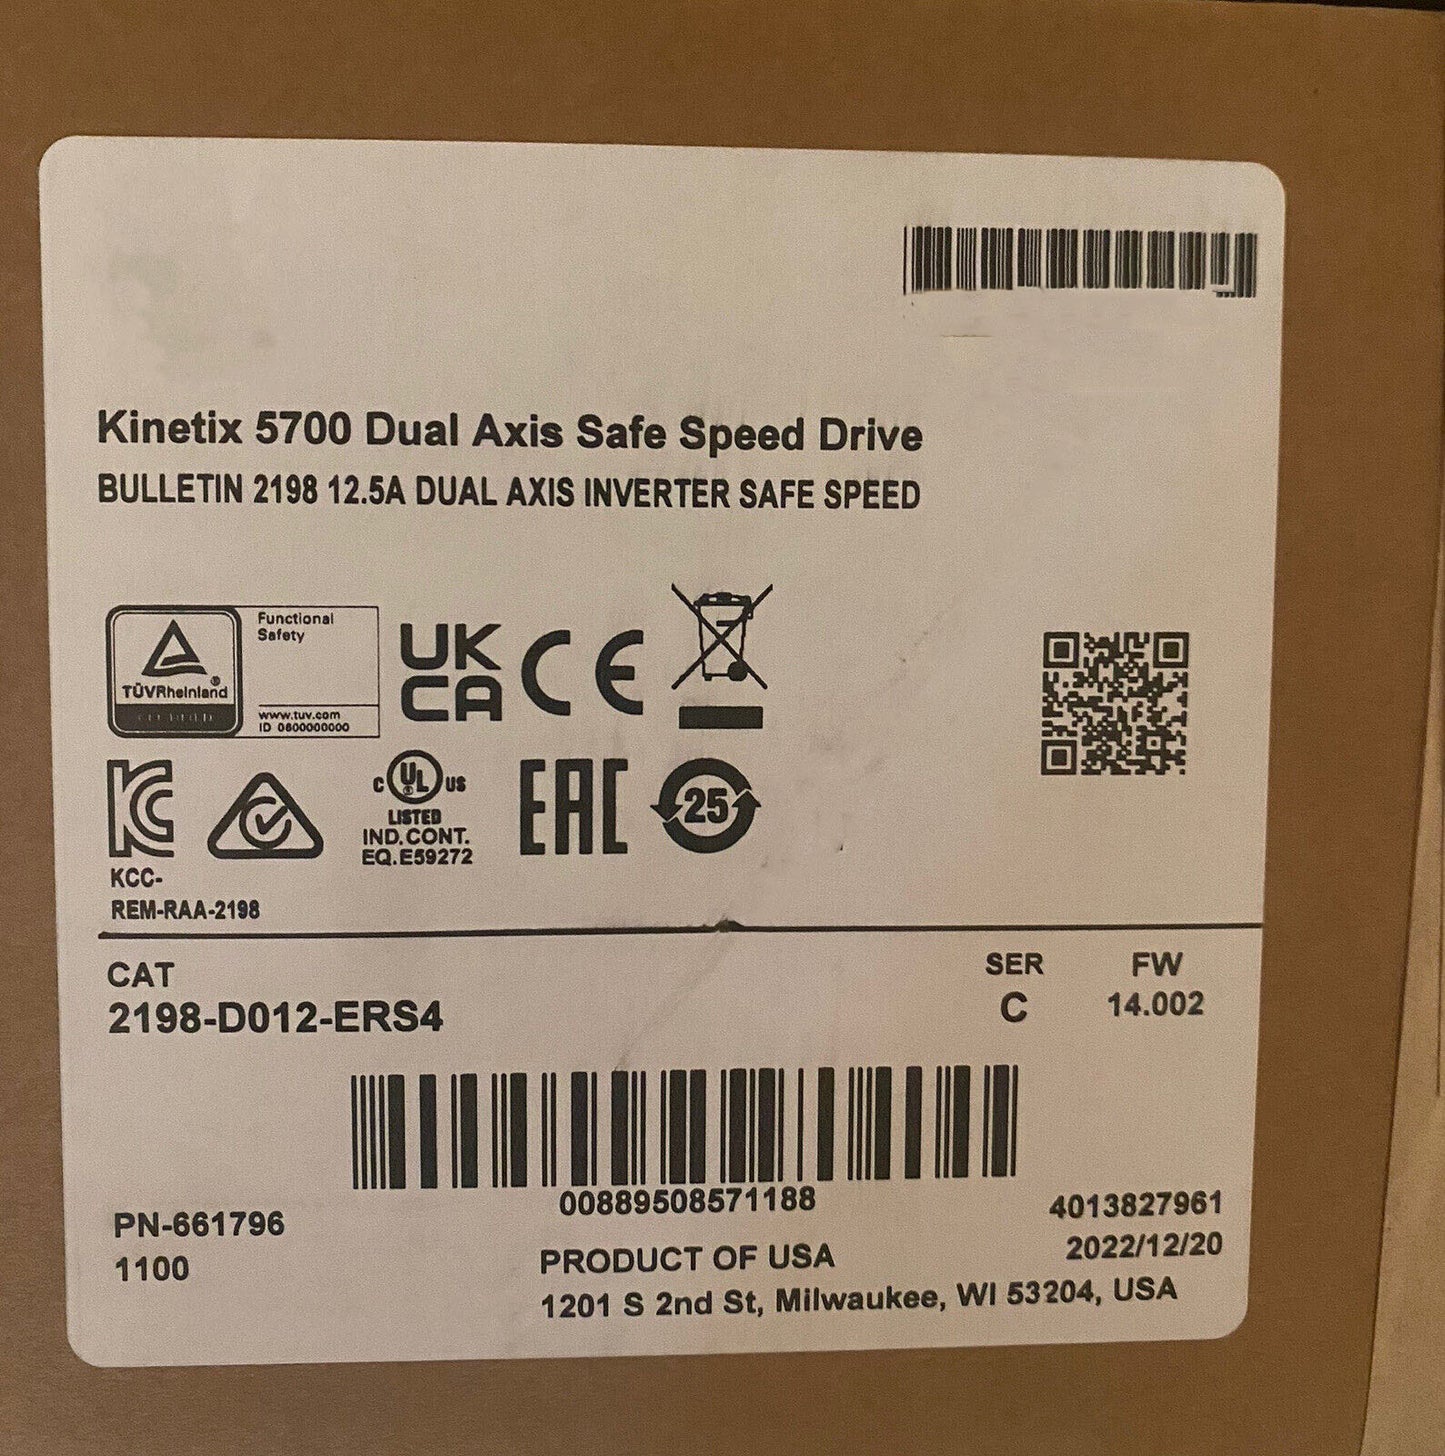 Kinetix 5700 Dual Axis Safe Speed Drive
BULLETIN 2198 12.5A DUAL AXIS INVERTER SAFE SPEED
Functional
Safety
TÜVRheinland®
www.tuv.com
ID 0600000000
UK
CA
CE
KC
C UL US
LISTED
IND.CONT.
EQ.E59272
EAC
25
KCC-
REM-RAA-2198
CAT
2198-D012-ERS4
SER
C
FW
14.002
00889508571188
PN-661796
1100
4013827961
2022/12/20
PRODUCT OF USA
1201 S 2nd St, Milwaukee, WI 53204, USA